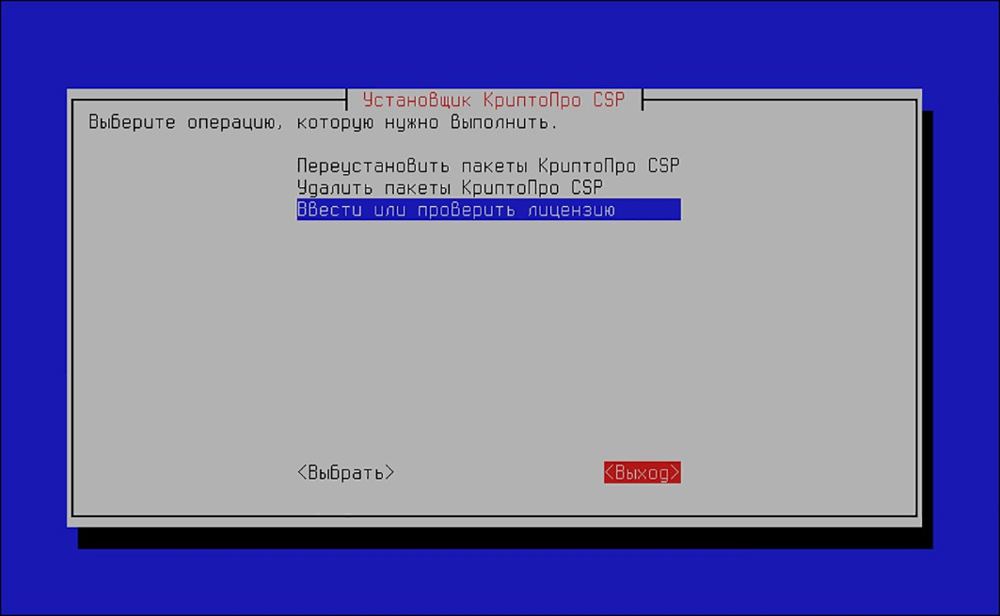 Установщик КриптоПро CSP
Выберите операцию, которую нужно выполнить.
Переустановить пакеты КриптоПро CSP
Удалить пакеты КриптоПро CSP
Ввести или проверить лицензию
<Выбрать> <Выход>